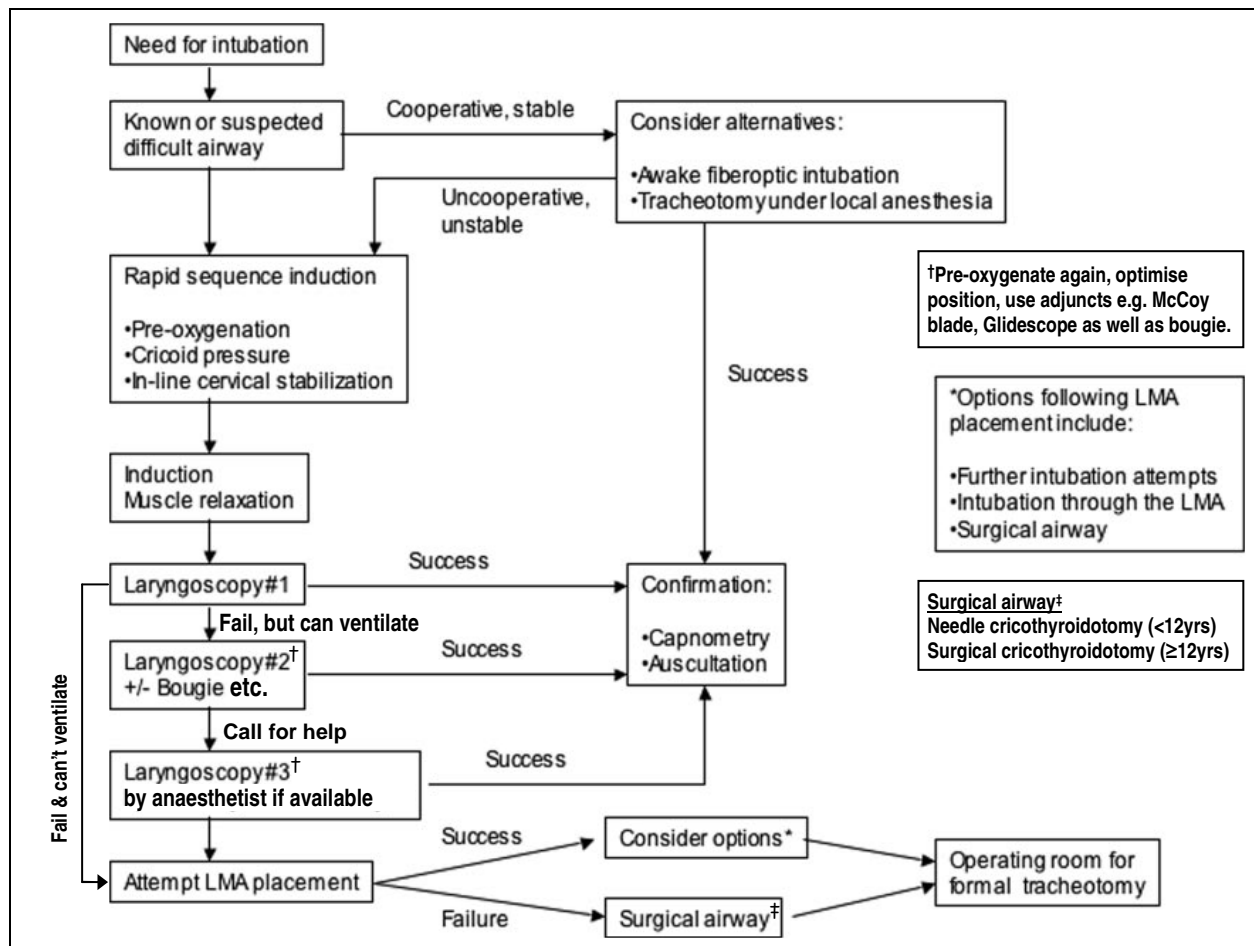 Need for intubation
Known or suspected
difficult airway
Cooperative, stable
Consider alternatives:
•Awake fiberoptic intubation
•Tracheotomy under local anesthesia
Uncooperative,
unstable
Rapid sequence induction
•Pre-oxygenation
•Cricoid pressure
•In-line cervical stabilization
†Pre-oxygenate again, optimise
position, use adjuncts e.g. McCoy
blade, Glidescope as well as bougie.
Success
*Options following LMA
placement include:
•Further intubation attempts
•Intubation through the LMA
•Surgical airway
Induction
Muscle relaxation
Laryngoscopy#1
Success
Confirmation:
•Capnometry
•Auscultation
Surgical airway‡
Needle cricothyroidotomy (<12yrs)
Surgical cricothyroidotomy (≥12yrs)
Fail, but can ventilate
Laryngoscopy#2†
+/- Bougie etc.
Success
Call for help
Laryngoscopy#3†
by anaesthetist if available
Success
Fail & can't ventilate
Attempt LMA placement
Success
Consider options*
Failure
Surgical airway‡
Operating room for
formal tracheotomy